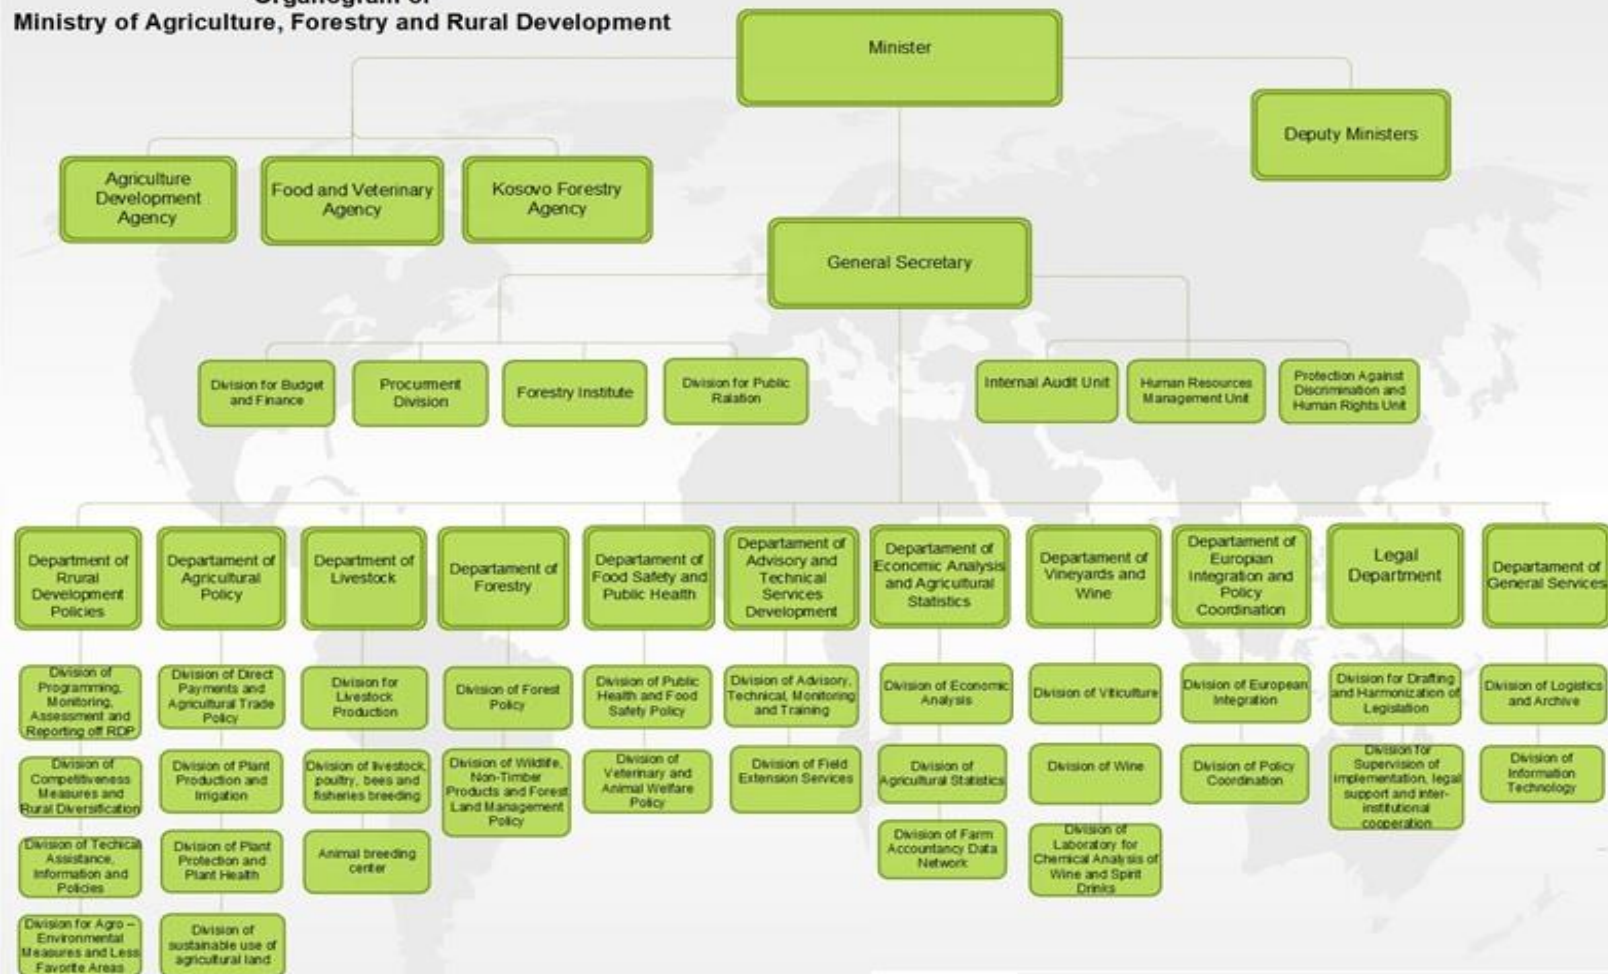 Organogram of
Ministry of Agriculture, Forestry and Rural Development
Minister
Deputy Ministers
Agriculture
Development
Agency
Food and Veterinary
Agency
Kosovo Forestry
Agency
General Secretary
Division for Budget
and Finance
Procurment
Division
Forestry Institute
Division for Public
Ralation
Internal Audit Unit
Human Resources
Management Unit
Protection Against
Discrimination and
Human Rights Unit
Department of
Rrural
Development
Policies
Departament of
Agricultural
Policy
Department of
Livestock
Departament of
Forestry
Departament of
Food Safety and
Public Health
Departament of
Advisory and
Technical
Services
Development
Departament of
Economic Analysis
and Agricultural
Statistics
Departament of
Vineyards and
Wine
Departament of
Europian
Integration and
Policy
Coordination
Legal
Department
Departament of
General Services
Division of
Programming,
Monitoring,
Assessment and
Reporting off RDP
Division of Direct
Payments and
Agricultural Trade
Policy
Division for
Livestock
Production
Division of Forest
Policy
Division of Public
Health and Food
Safety Policy
Division of Advisory,
Technical, Monitoring
and Training
Division of Economic
Analysis
Division of Viticulture
Division of European
Integration
Division for Drafting
and Harmonization of
Legislation
Division of Logistics
and Archive
Division of
Competitiveness
Measures and
Rural Diversification
Division of Plant
Production and
Irrigation
Division of livestock,
poultry, bees and
fisheries breeding
Division of Wildlife,
Non-Timber
Products and Forest
Land Management
Policy
Division of
Veterinary and
Animal Welfare
Policy
Division of Field
Extension Services
Division of
Agricultural Statistics
Division of Wine
Division of Policy
Coordination
Division for
Supervision of
implementation, legal
support and inter-
institutional
cooperation
Division of
Information
Technology
Division of Techical
Assistance,
Information and
Policies
Division of Plant
Protection and
Plant Health
Animal breeding
center
Division of Farm
Accountancy Data
Network
Division of
Laboratory for
Chemical Analysis of
Wine and Spirit
Drinks
Division for Agro –
Environmental
Measures and Less
Favorite Areas
Division of
sustainable use of
agricultural land